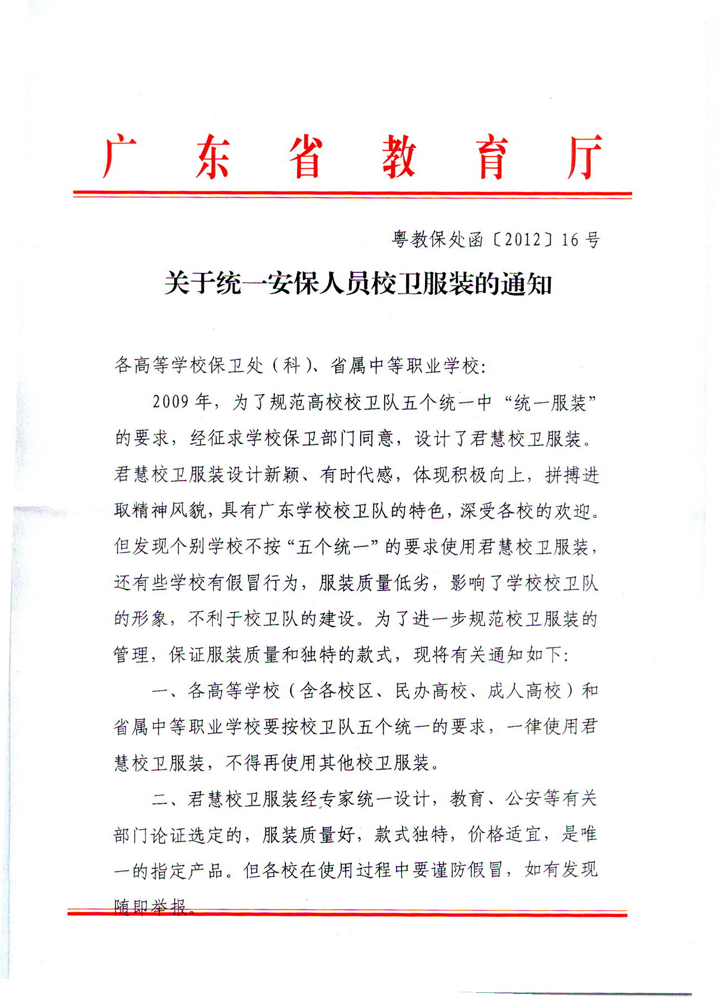 广东省教育厅
粤教保处函〔2012〕16号
关于统一安保人员校卫服装的通知
各高等学校保卫处（科）、省属中等职业学校：
2009年，为了规范高校校卫队五个统一中“统一服装”
的要求，经征求学校保卫部门同意，设计了君慧校卫服装。
君慧校卫服装设计新颖、有时代感，体现积极向上，拼搏进
取精神风貌，具有广东学校校卫队的特色，深受各校的欢迎。
但发现个别学校不按“五个统一”的要求使用君慧校卫服装，
还有些学校有假冒行为，服装质量低劣，影响了学校校卫队
的形象，不利于校卫队的建设。为了进一步规范校卫服装的
管理，保证服装质量和独特的款式，现将有关通知如下：
一、各高等学校（含各校区、民办高校、成人高校）和
省属中等职业学校要按校卫队五个统一的要求，一律使用君
慧校卫服装，不得再使用其他校卫服装。
二、君慧校卫服装经专家统一设计，教育、公安等有关
部门论证选定的，服装质量好，款式独特，价格适宜，是唯
一的指定产品。但各校在使用过程中要谨防假冒，如有发现
随即举报。